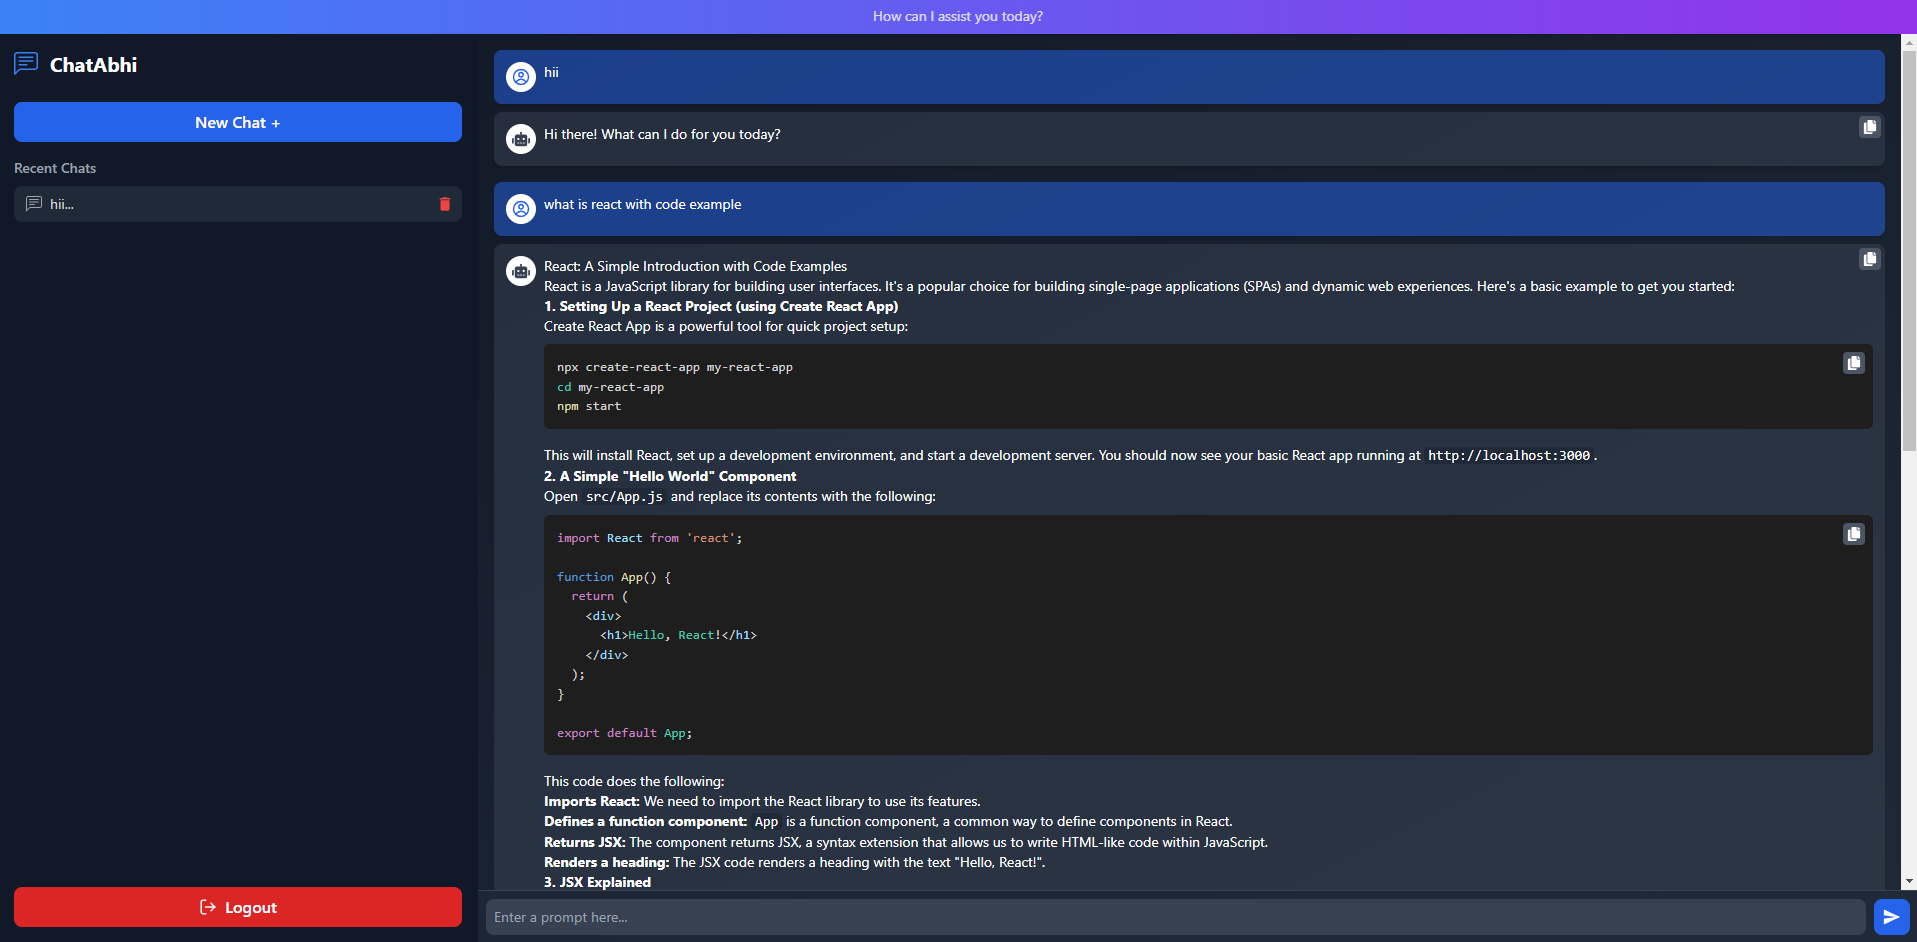 How can I assist you today?
ChatAbhi
New Chat +
Recent Chats
hii...
Logout
hii
Hi there! What can I do for you today?
what is react with code example
React: A Simple Introduction with Code Examples
React is a JavaScript library for building user interfaces. It's a popular choice for building single-page applications (SPAs) and dynamic web experiences. Here's a basic example to get you started:
1. Setting Up a React Project (using Create React App)
Create React App is a powerful tool for quick project setup:
npx create-react-app my-react-app
cd my-react-app
npm start
This will install React, set up a development environment, and start a development server. You should now see your basic React app running at http://localhost:3000.
2. A Simple "Hello World" Component
Open src/App.js and replace its contents with the following:
import React from 'react';
function App() {
  return (
    <div>
      <h1>Hello, React!</h1>
    </div>
  );
}
export default App;
This code does the following:
Imports React: We need to import the React library to use its features.
Defines a function component: App is a function component, a common way to define components in React.
Returns JSX: The component returns JSX, a syntax extension that allows us to write HTML-like code within JavaScript.
Renders a heading: The JSX code renders a heading with the text "Hello, React!".
3. JSX Explained
Enter a prompt here...